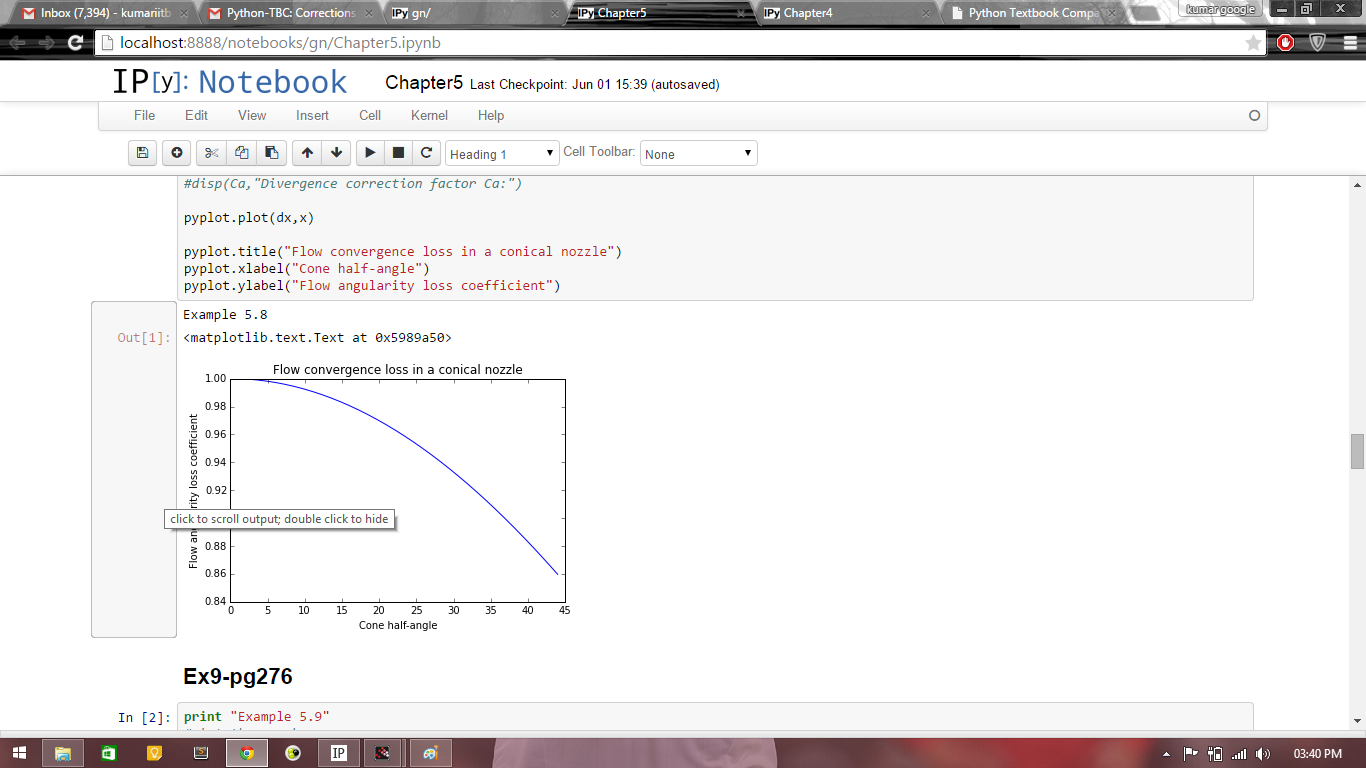 Inbox (7,394) - kumariitb
Python-TBC: Corrections
IPy gn/
IPy Chapter5
IPy Chapter4
Python Textbook Compa
kumar google
localhost:8888/notebooks/gn/Chapter5.ipynb
IP[y]: Notebook
Chapter5 Last Checkpoint: Jun 01 15:39 (autosaved)
File Edit View Insert Cell Kernel Help
Heading 1
Cell Toolbar: None
#disp(Ca,"Divergence correction factor Ca:")
pyplot.plot(dx,x)
pyplot.title("Flow convergence loss in a conical nozzle")
pyplot.xlabel("Cone half-angle")
pyplot.ylabel("Flow angularity loss coefficient")
Example 5.8
Out[1]: <matplotlib.text.Text at 0x5989a50>
Flow convergence loss in a conical nozzle
1.00
0.98
0.96
0.94
0.92
0.88
0.86
0.84
rity loss coefficient
click to scroll output; double click to hide
0 5 10 15 20 25 30 35 40 45
Cone half-angle
Ex9-pg276
In [2]: print "Example 5.9"
IP
03:40 PM